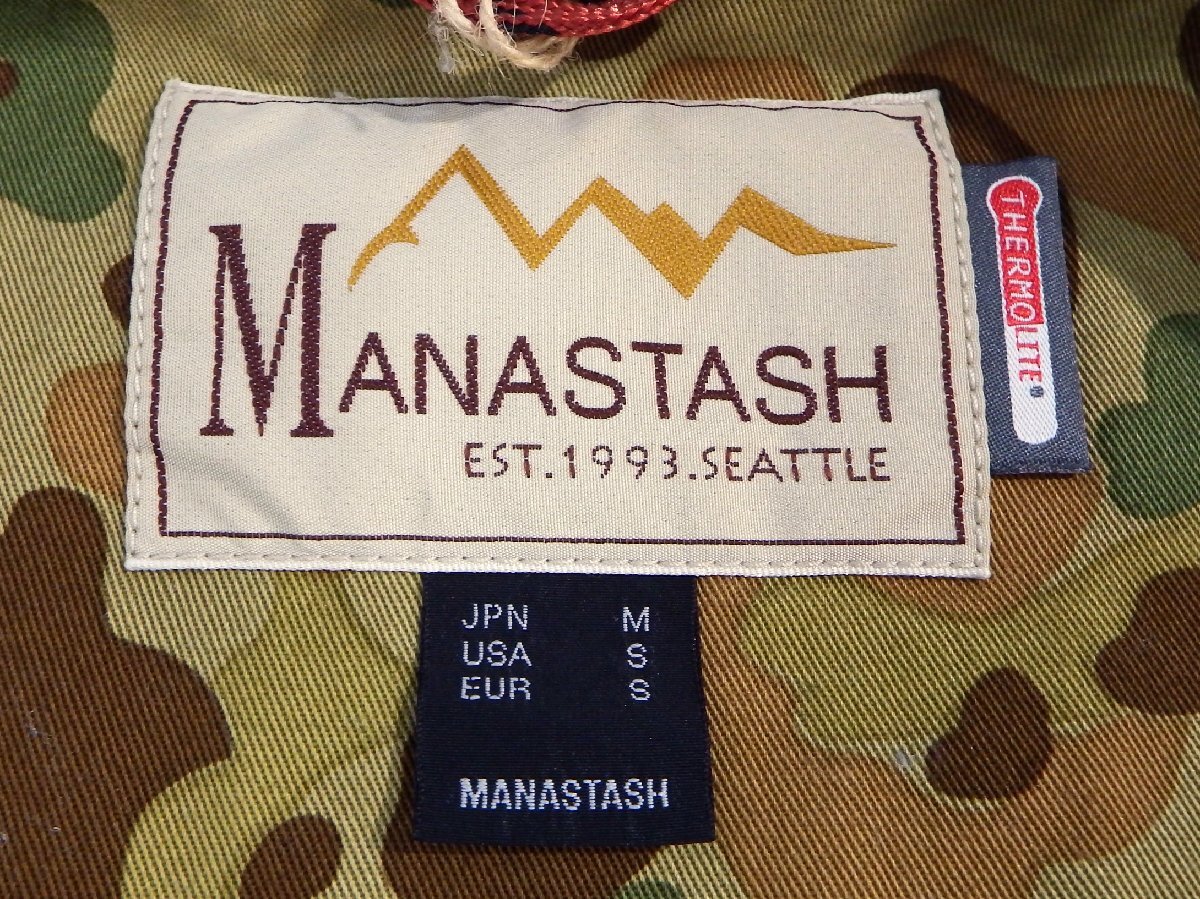 MANASTASH
EST.1993.SEATTLE
THERMOLITE
JPN M
USA S
EUR S
MANASTASH